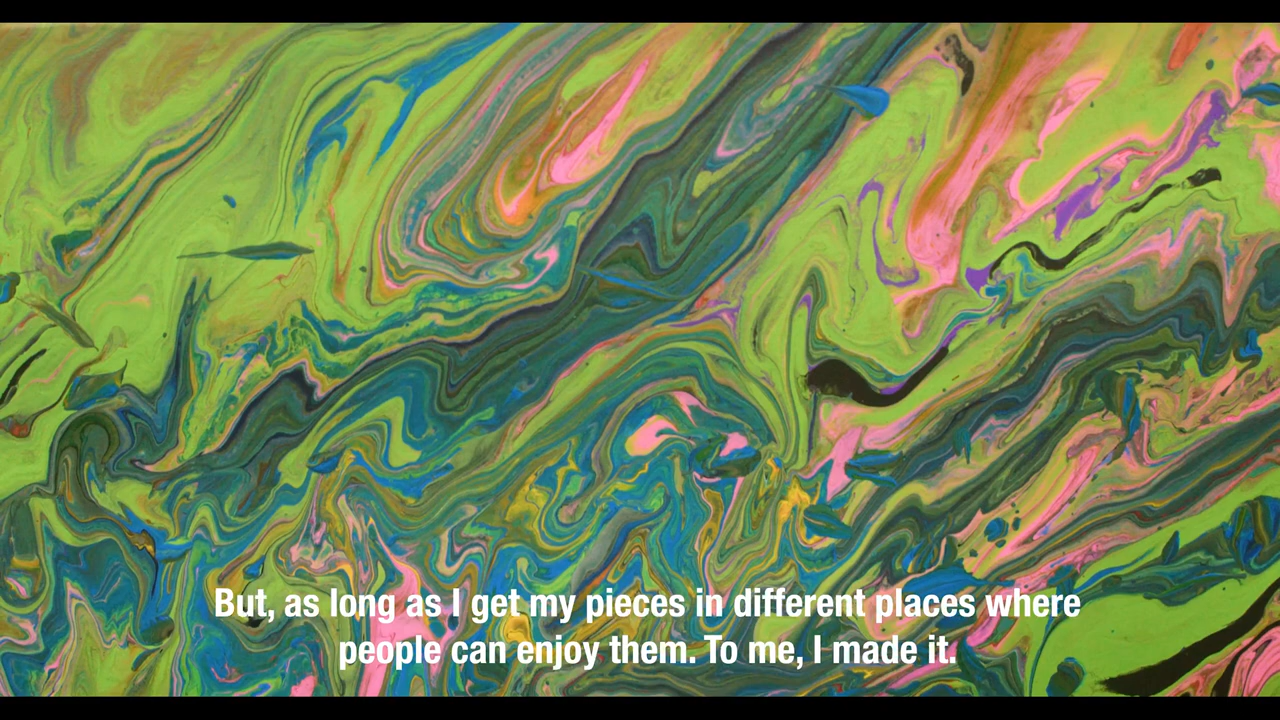 But, as long as I get my pieces in different places where
people can enjoy them. To me, I made it.